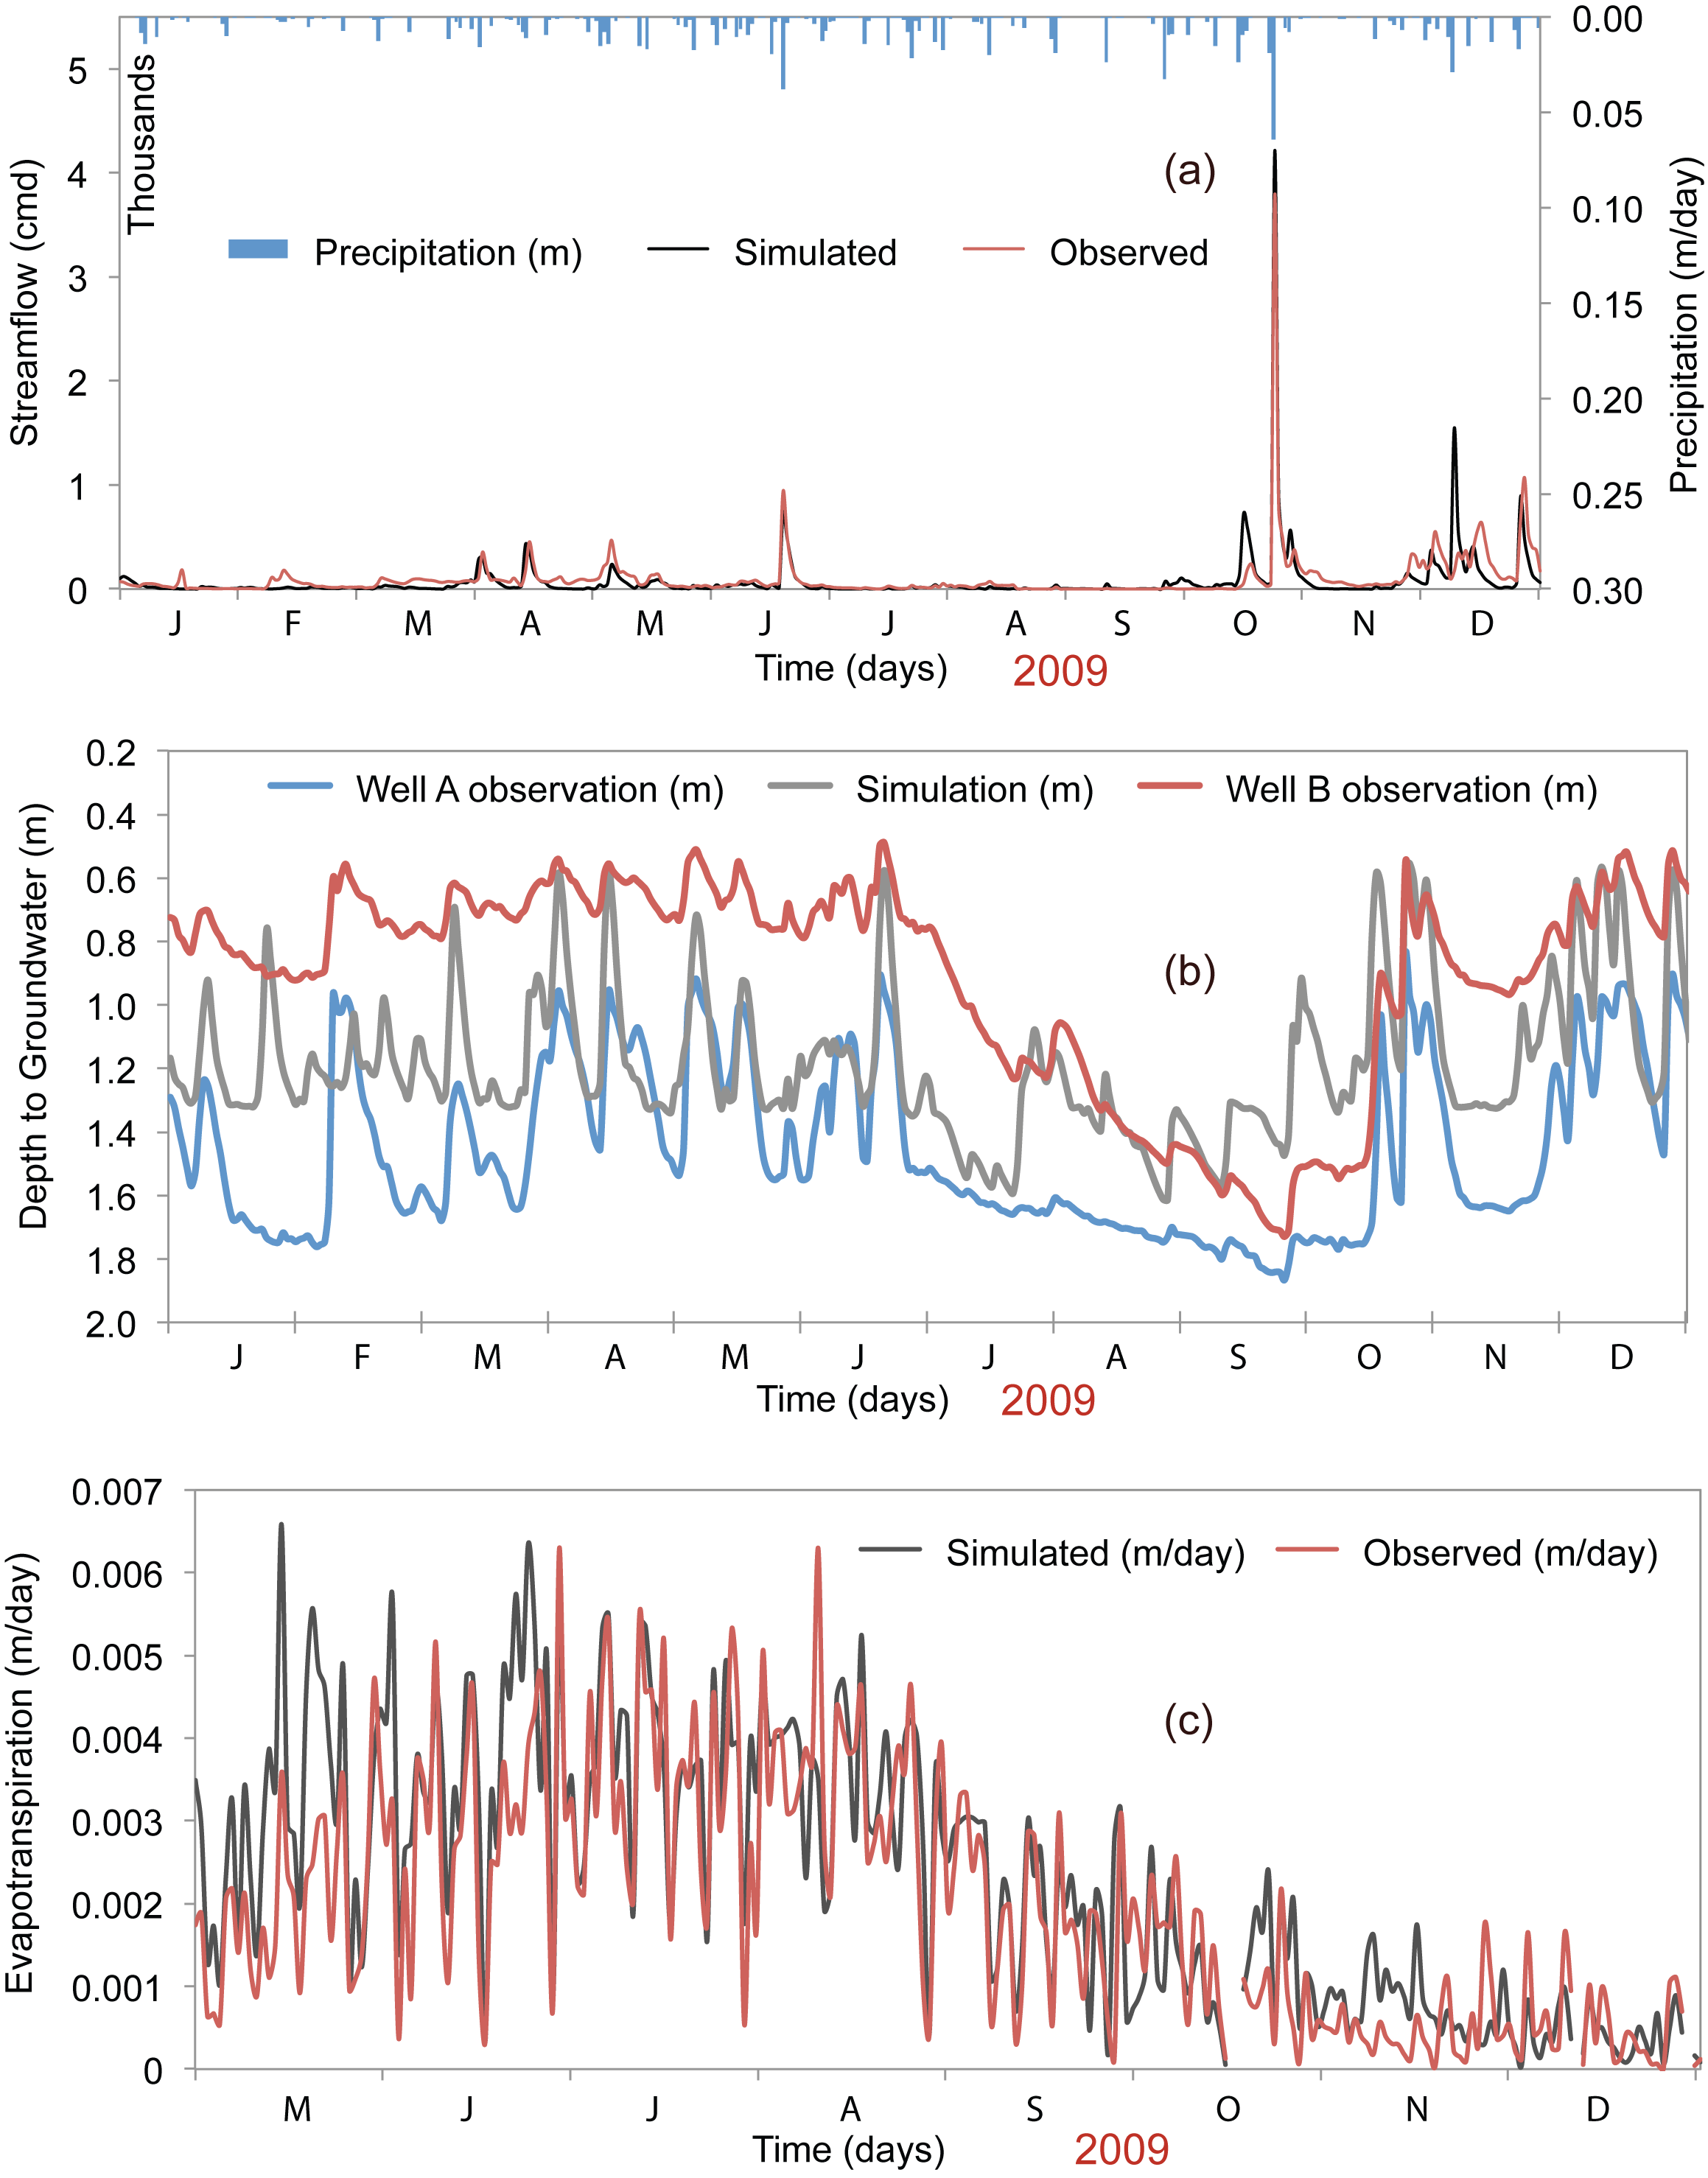 0.00
5
Thousands
0.05
4
(a)
0.10
Streamflow (cmd)
Precipitation (m/day)
Precipitation (m) Simulated Observed
3
0.15
2
0.20
1
0.25
0
0.30
J F M A M J J A S O N D
Time (days) 2009
0.2
Well A observation (m) Simulation (m) Well B observation (m)
0.4
0.6
0.8
(b)
1.0
Depth to Groundwater (m)
1.2
1.4
1.6
1.8
2.0
J F M A M J J A S O N D
Time (days) 2009
0.007
Simulated (m/day) Observed (m/day)
0.006
0.005
(c)
0.004
Evapotranspiration (m/day)
0.003
0.002
0.001
0
M J J A S O N D
Time (days) 2009